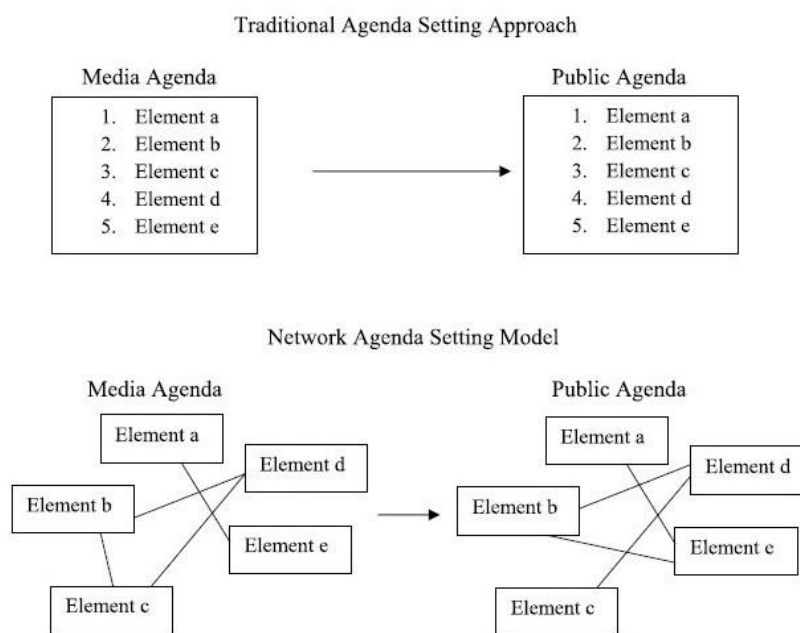 Traditional Agenda Setting Approach
Media Agenda
1. Element a
2. Element b
3. Element c
4. Element d
5. Element e
Public Agenda
1. Element a
2. Element b
3. Element c
4. Element d
5. Element e
Network Agenda Setting Model
Media Agenda
Element a
Element d
Element b
Element e
Element c
Public Agenda
Element a
Element d
Element b
Element e
Element c